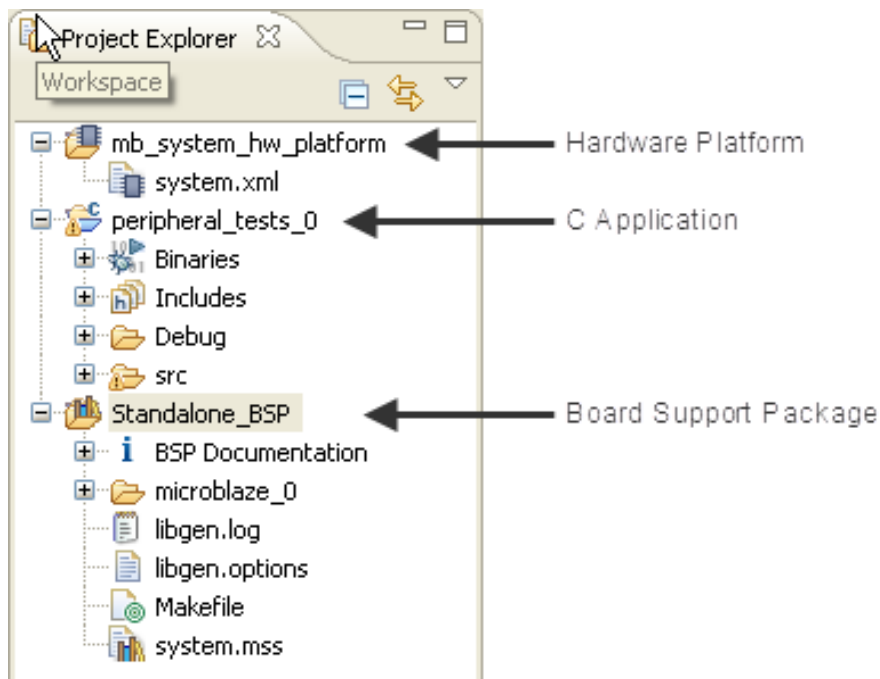 Project Explorer
Workspace
mb_system_hw_platform Hardware Platform
system.xml
peripheral_tests_0 C Application
Binaries
Includes
Debug
src
Standalone_BSP Board Support Package
BSP Documentation
microblaze_0
libgen.log
libgen.options
Makefile
system.mss